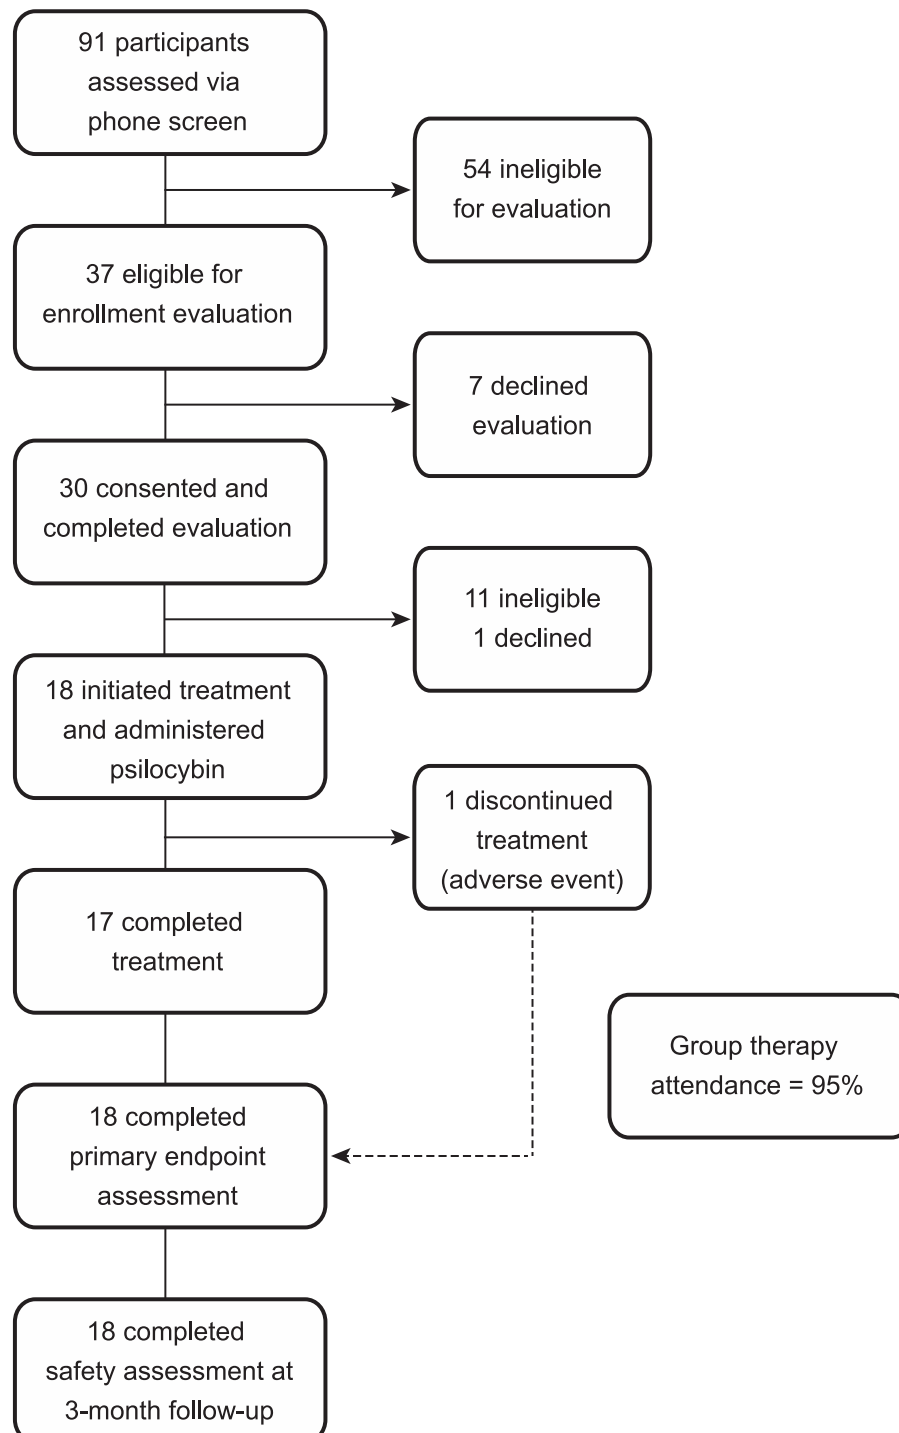 91 participants
assessed via
phone screen
54 ineligible
for evaluation
37 eligible for
enrollment evaluation
7 declined
evaluation
30 consented and
completed evaluation
11 ineligible
1 declined
18 initiated treatment
and administered
psilocybin
1 discontinued
treatment
(adverse event)
17 completed
treatment
Group therapy
attendance = 95%
18 completed
primary endpoint
assessment
18 completed
safety assessment at
3-month follow-up